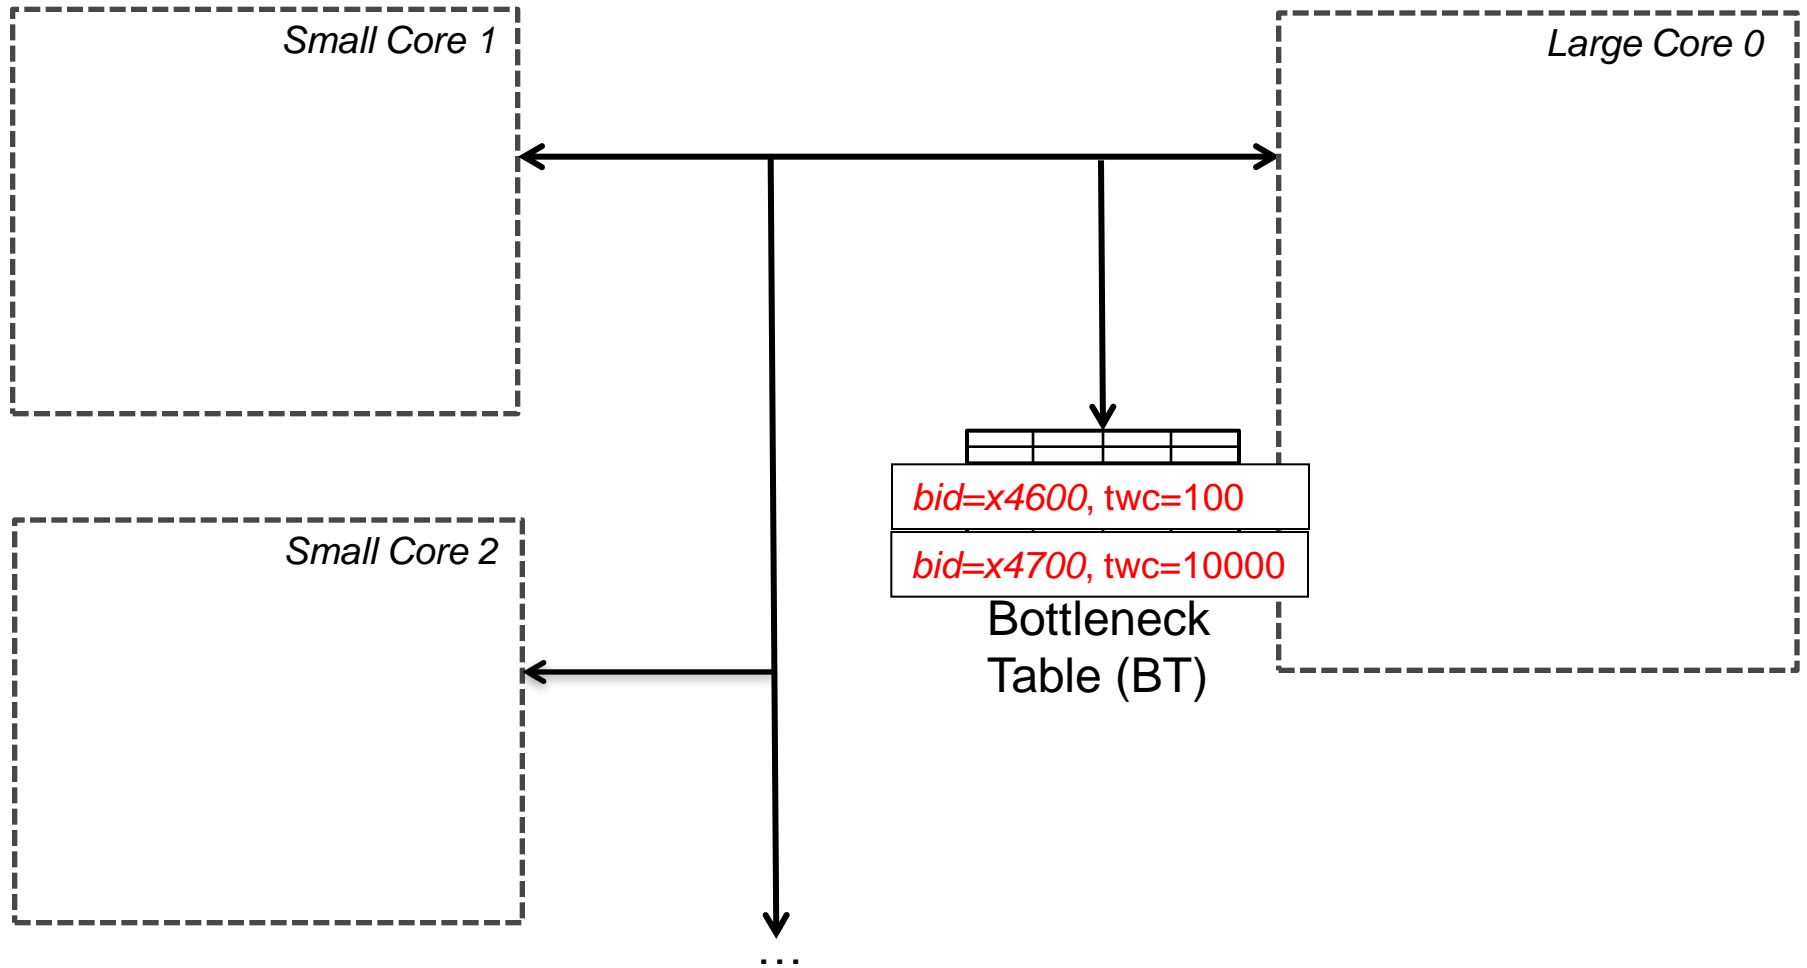 Small Core 1
Large Core 0
bid=x4600, twc=100
Small Core 2
bid=x4700, twc=10000
Bottleneck
Table (BT)
...